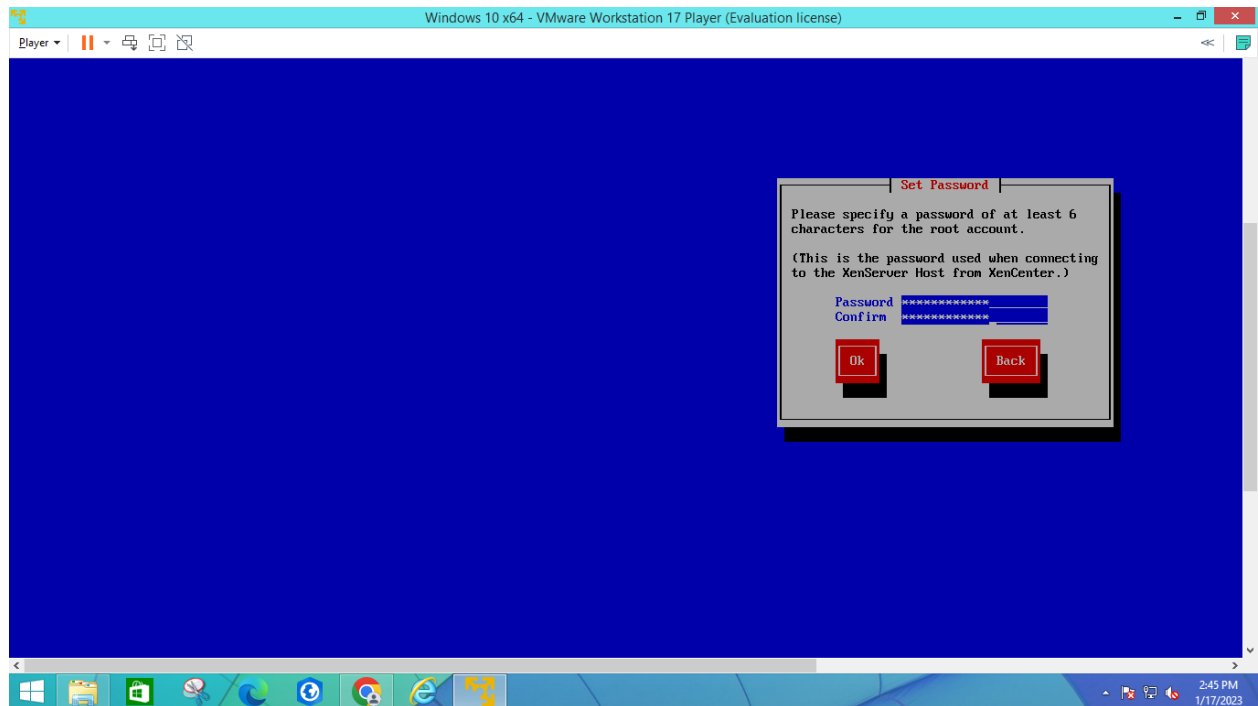 Windows 10 x64 - VMware Workstation 17 Player (Evaluation license)
Player
Set Password
Please specify a password of at least 6
characters for the root account.
(This is the password used when connecting
to the XenServer Host from XenCenter.)
Password ************
Confirm ************
Ok Back
2:45 PM
1/17/2023